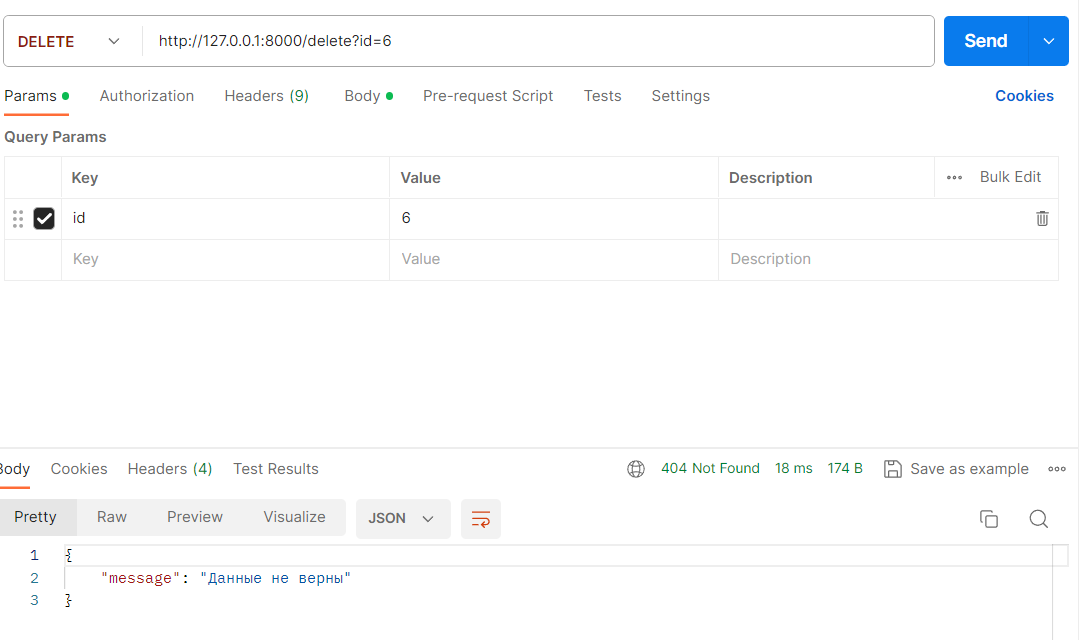 DELETE http://127.0.0.1:8000/delete?id=6 Send
Params Authorization Headers (9) Body Pre-request Script Tests Settings Cookies
Query Params
Key Value Description Bulk Edit
id 6
Key Value Description
Body Cookies Headers (4) Test Results 404 Not Found 18 ms 174 B Save as example
Pretty Raw Preview Visualize JSON
1 {
2 "message": "Данные не верны"
3 }